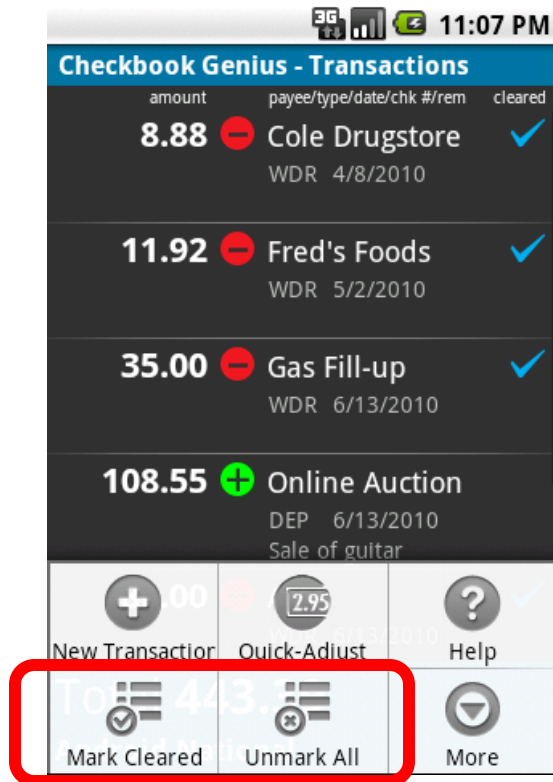 3G 11:07 PM
Checkbook Genius - Transactions
amount payee/type/date/chk #/rem cleared
8.88 Cole Drugstore
WDR 4/8/2010
11.92 Fred's Foods
WDR 5/2/2010
35.00 Gas Fill-up
WDR 6/13/2010
108.55 Online Auction
DEP 6/13/2010
Sale of guitar
2.95
New Transaction Quick-Adjust Help
Mark Cleared Unmark All More